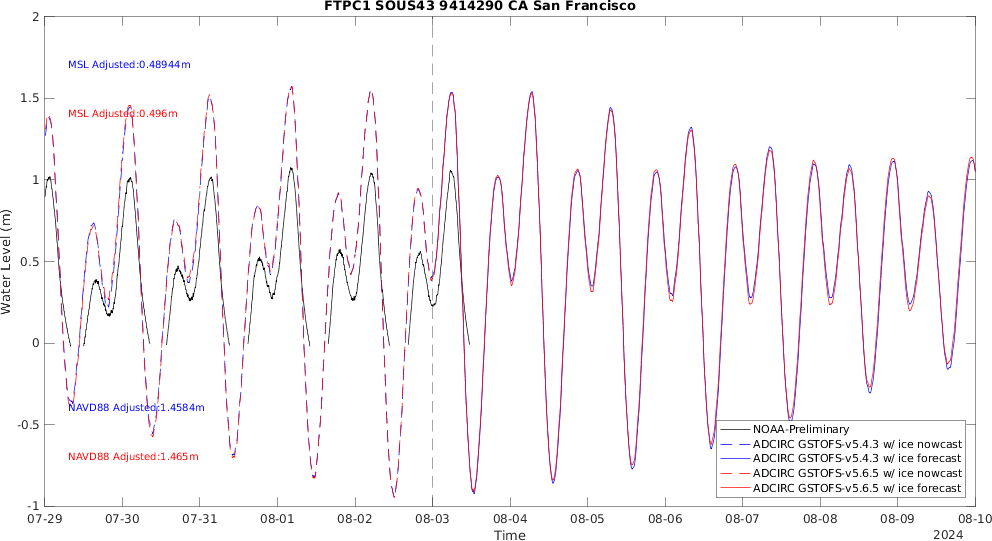 FTPC1 SOUS43 9414290 CA San Francisco
2
MSL Adjusted:0.48944m
1.5
MSL Adjusted:0.496m
1
Water Level (m)
0.5
0
NAVD88 Adjusted:1.4584m
-0.5
NAVD88 Adjusted:1.465m
NOAA-Preliminary
ADCIRC GSTOFS-v5.4.3 w/ ice nowcast
ADCIRC GSTOFS-v5.4.3 w/ ice forecast
ADCIRC GSTOFS-v5.6.5 w/ ice nowcast
ADCIRC GSTOFS-v5.6.5 w/ ice forecast
-1
07-29 07-30 07-31 08-01 08-02 08-03 08-04 08-05 08-06 08-07 08-08 08-09 08-10
Time
2024